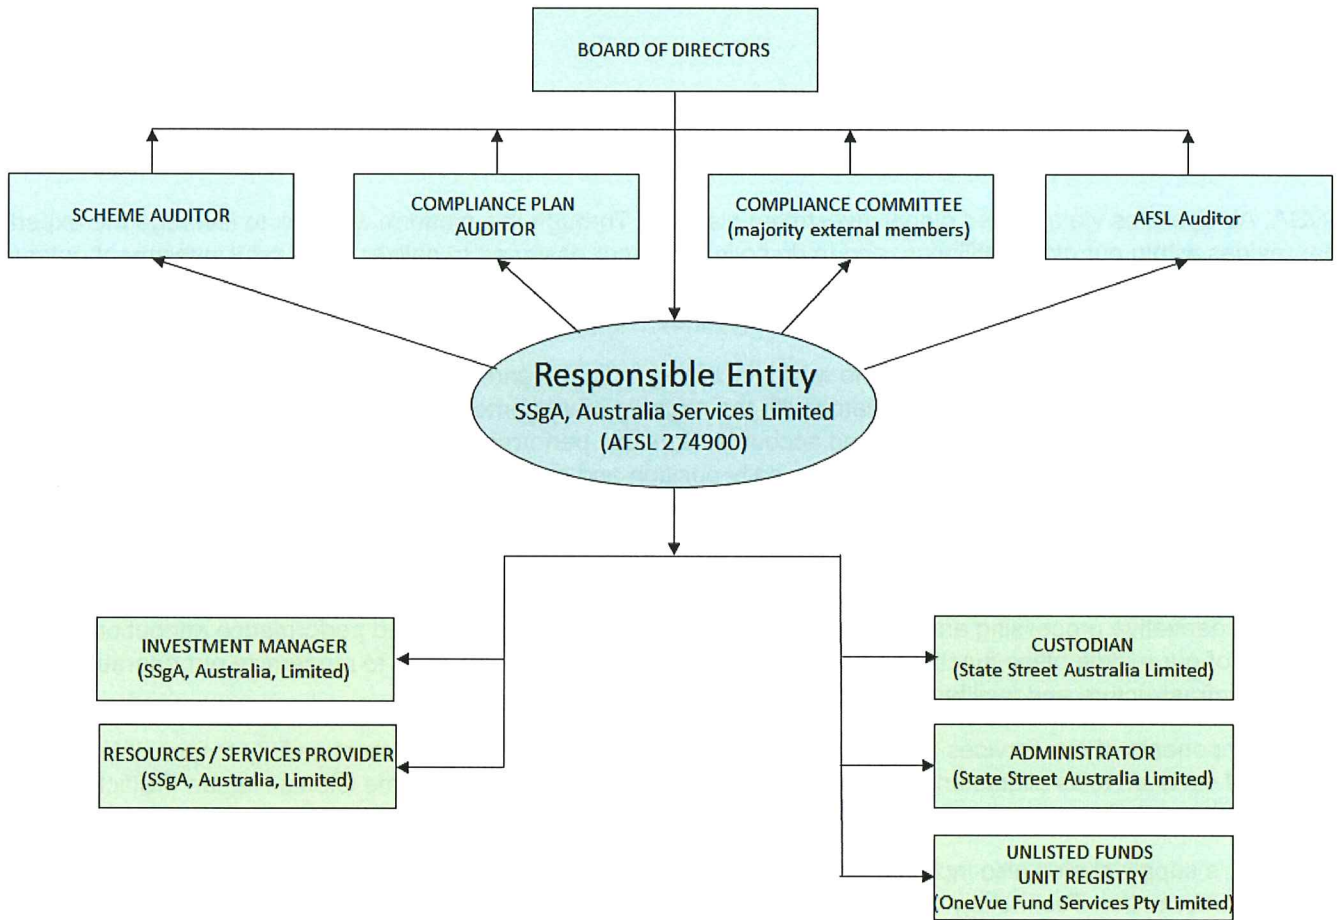 BOARD OF DIRECTORS
SCHEME AUDITOR
COMPLIANCE PLAN
AUDITOR
COMPLIANCE COMMITTEE
(majority external members)
AFSL Auditor
Responsible Entity
SSgA, Australia Services Limited
(AFSL 274900)
INVESTMENT MANAGER
(SSgA, Australia, Limited)
CUSTODIAN
(State Street Australia Limited)
RESOURCES / SERVICES PROVIDER
(SSgA, Australia, Limited)
ADMINISTRATOR
(State Street Australia Limited)
UNLISTED FUNDS
UNIT REGISTRY
(OneVue Fund Services Pty Limited)